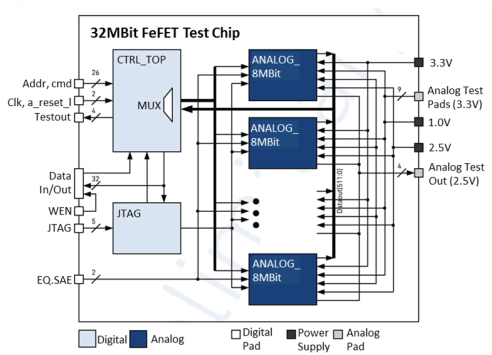 32MBit FeFET Test Chip
CTRL_TOP
MUX
ANALOG_
8MBit
ANALOG_
8MBit
ANALOG_
8MBit
JTAG
Addr, cmd
26
Clk, a_reset_l
2
Testout
4
Data
In/Out
32
WEN
JTAG
5
EQ.SAE
2
Dataout[511:0]
3.3V
9
Analog Test
Pads (3.3V)
1.0V
2.5V
4
Analog Test
Out (2.5V)
Digital
Analog
Digital
Pad
Power
Supply
Analog
Pad